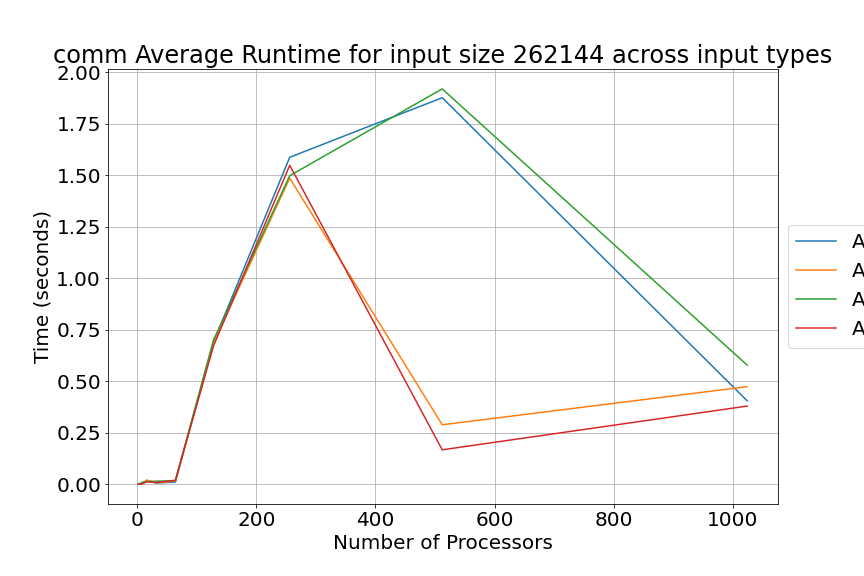 comm Average Runtime for input size 262144 across input types
2.00
1.75
1.50
1.25
1.00
0.75
0.50
0.25
0.00
Time (seconds)
0 200 400 600 800 1000
Number of Processors